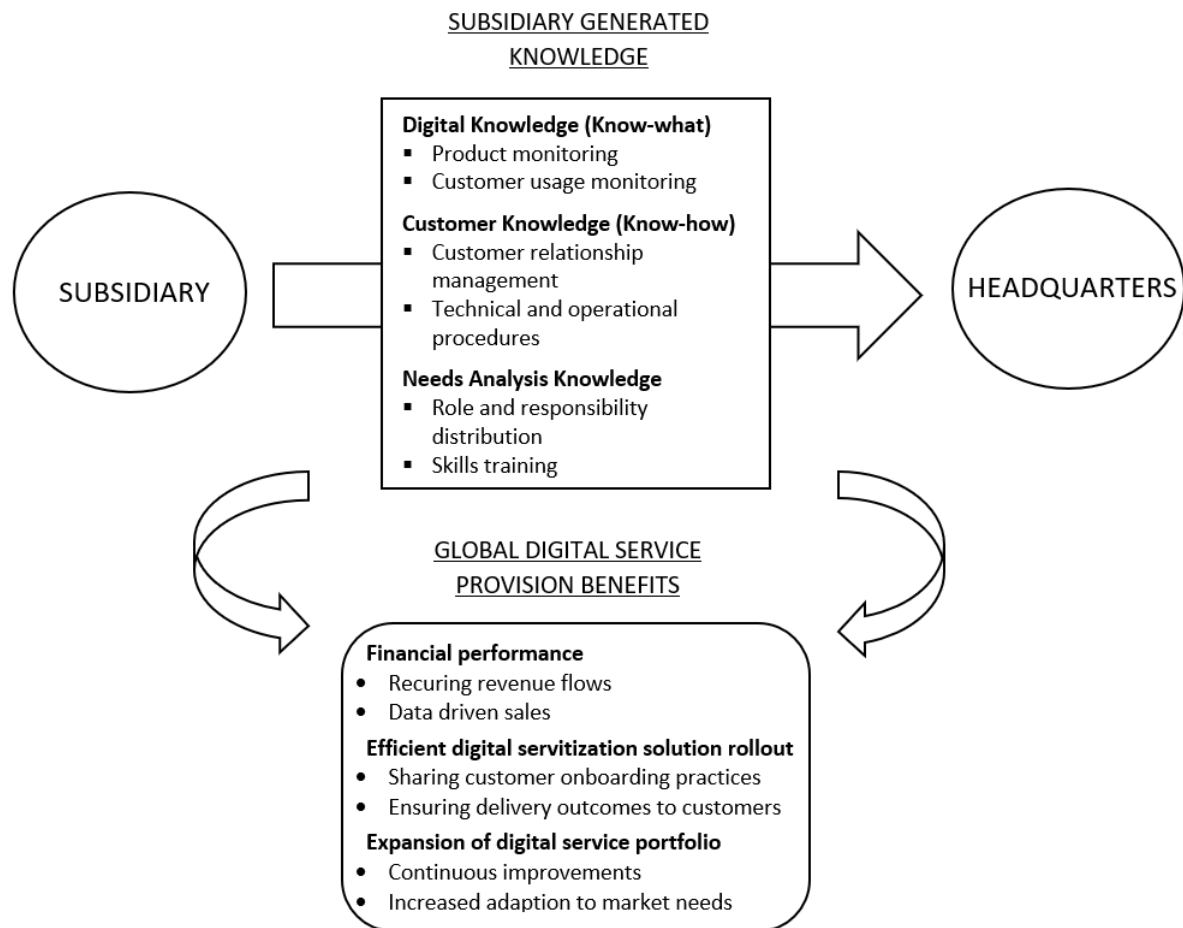 SUBSIDIARY GENERATED
KNOWLEDGE
SUBSIDIARY
Digital Knowledge (Know-what)
▪ Product monitoring
▪ Customer usage monitoring
Customer Knowledge (Know-how)
▪ Customer relationship
management
▪ Technical and operational
procedures
Needs Analysis Knowledge
▪ Role and responsibility
distribution
▪ Skills training
HEADQUARTERS
GLOBAL DIGITAL SERVICE
PROVISION BENEFITS
Financial performance
• Recuring revenue flows
• Data driven sales
Efficient digital servitization solution rollout
• Sharing customer onboarding practices
• Ensuring delivery outcomes to customers
Expansion of digital service portfolio
• Continuous improvements
• Increased adaption to market needs